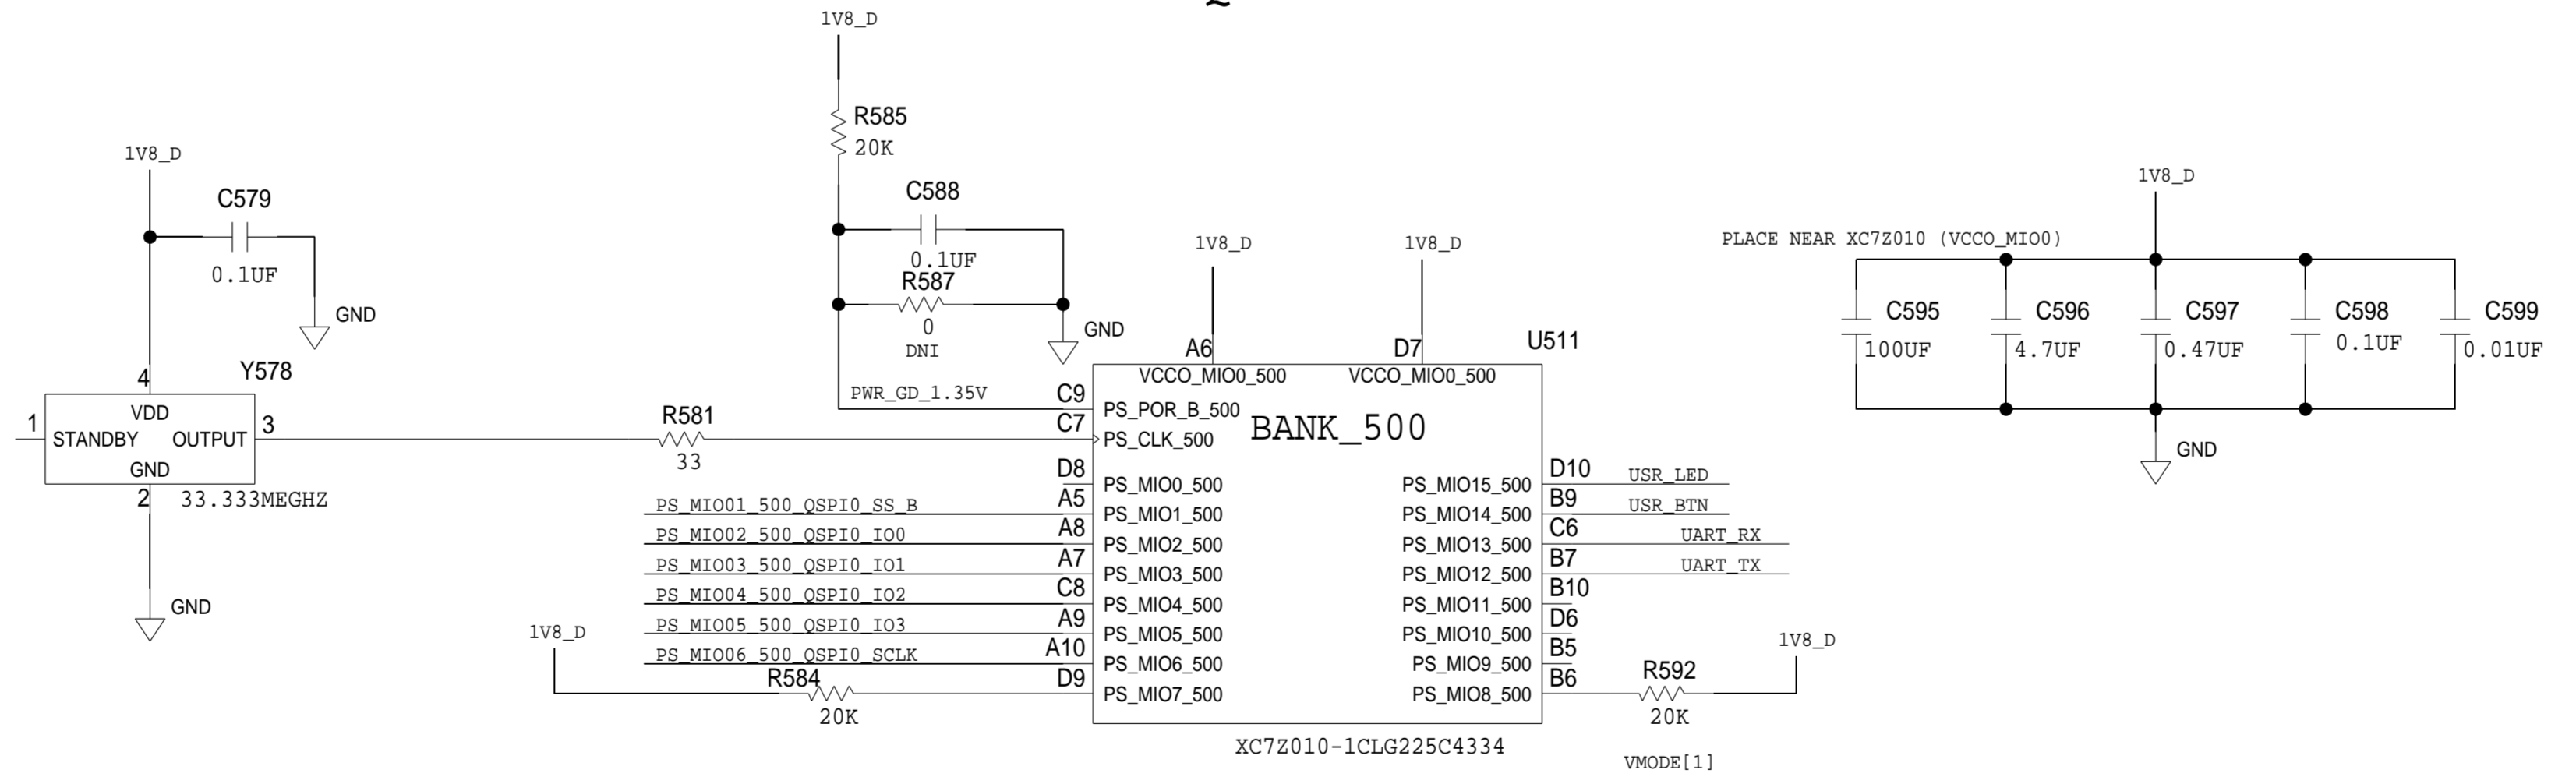 ~
1V8_D
R585
20K
C588
0.1UF
R587
0
DNI
GND
PWR_GD_1.35V
1V8_D
C579
0.1UF
GND
Y578
4
VDD
1
STANDBY
OUTPUT
3
GND
2
33.333MEGHZ
GND
R581
33
1V8_D
A6
VCCO_MIO0_500
1V8_D
D7
VCCO_MIO0_500
U511
BANK_500
C9
PS_POR_B_500
C7
PS_CLK_500
D8
PS_MIO0_500
PS_MIO01_500_QSPI0_SS_B
A5
PS_MIO1_500
PS_MIO02_500_QSPI0_IO0
A8
PS_MIO2_500
PS_MIO03_500_QSPI0_IO1
A7
PS_MIO3_500
PS_MIO04_500_QSPI0_IO2
C8
PS_MIO4_500
PS_MIO05_500_QSPI0_IO3
A9
PS_MIO5_500
PS_MIO06_500_QSPI0_SCLK
A10
PS_MIO6_500
1V8_D
R584
20K
D9
PS_MIO7_500
PS_MIO15_500
D10
USR_LED
PS_MIO14_500
B9
USR_BTN
PS_MIO13_500
C6
UART_RX
PS_MIO12_500
B7
UART_TX
PS_MIO11_500
B10
PS_MIO10_500
D6
PS_MIO9_500
B5
PS_MIO8_500
B6
R592
20K
1V8_D
XC7Z010-1CLG225C4334
VMODE[1]
1V8_D
PLACE NEAR XC7Z010 (VCCO_MIO0)
C595
100UF
C596
4.7UF
C597
0.47UF
C598
0.1UF
C599
0.01UF
GND